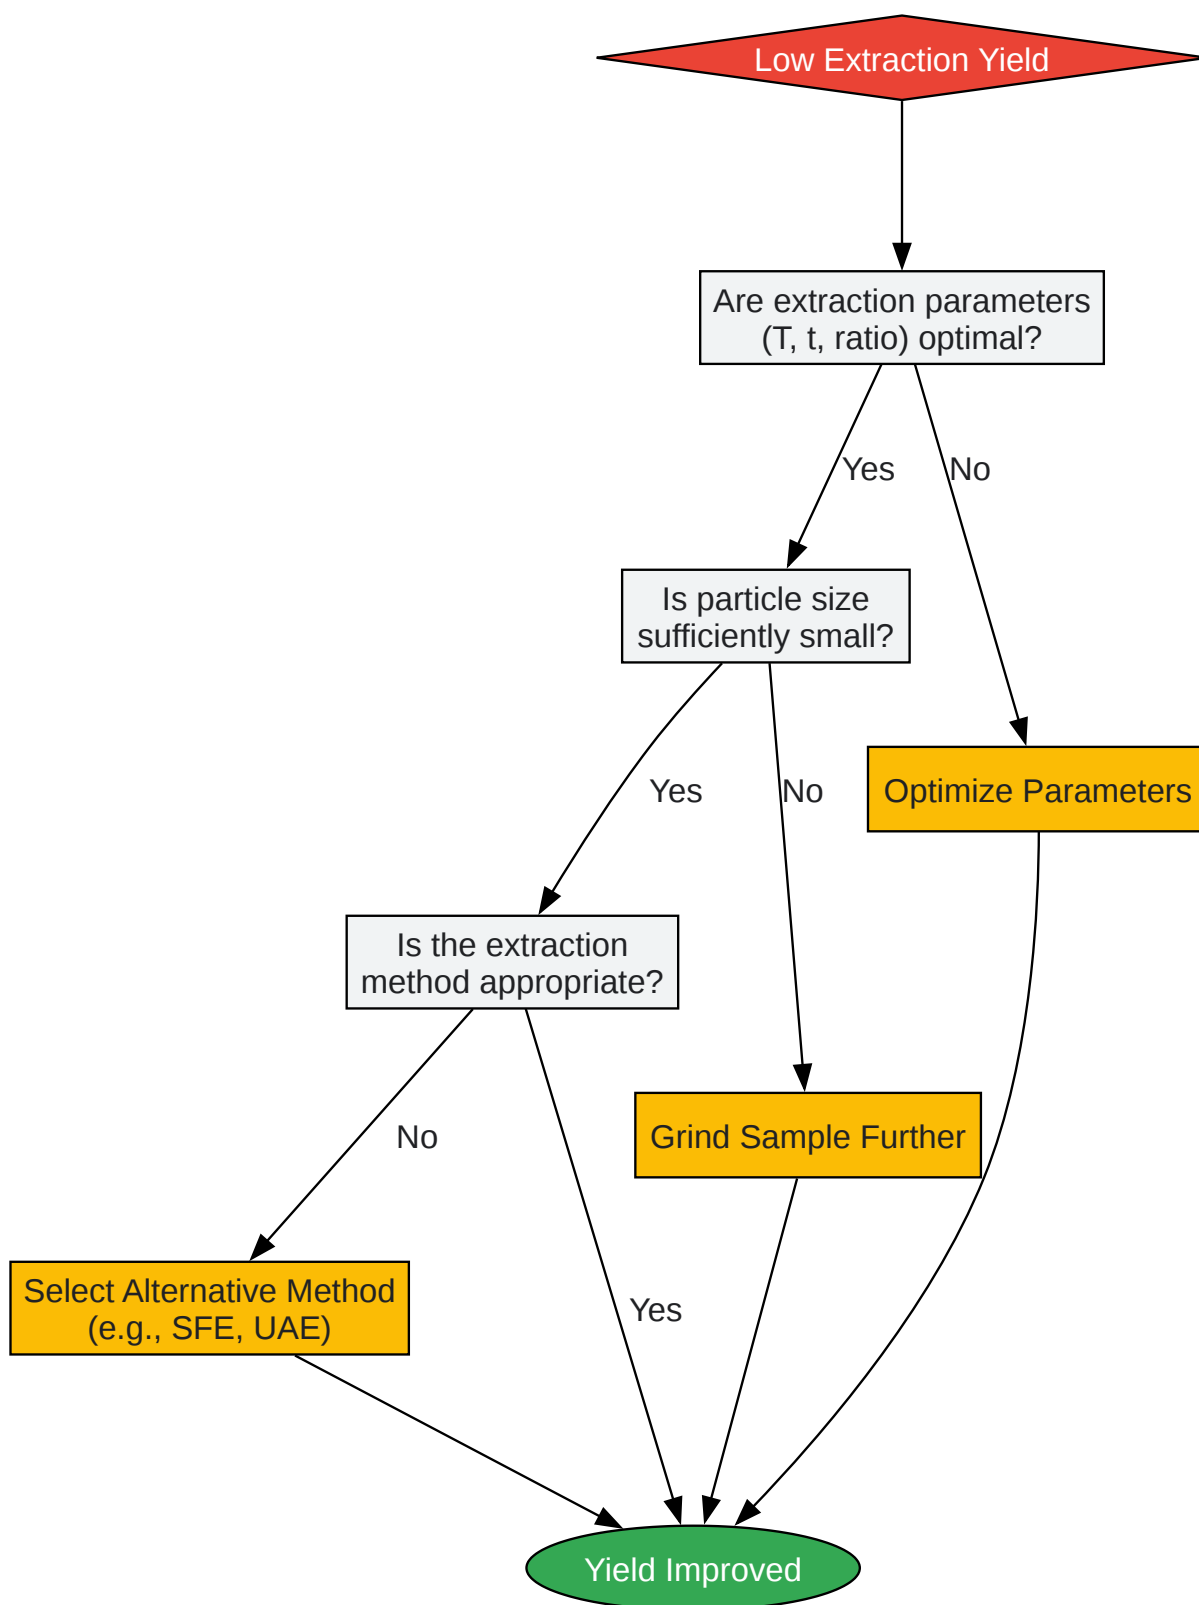 Low Extraction Yield
Are extraction parameters
(T, t, ratio) optimal?
Yes
No
Is particle size
sufficiently small?
Yes
No
Optimize Parameters
Is the extraction
method appropriate?
No
Grind Sample Further
Select Alternative Method
(e.g., SFE, UAE)
Yes
Yield Improved